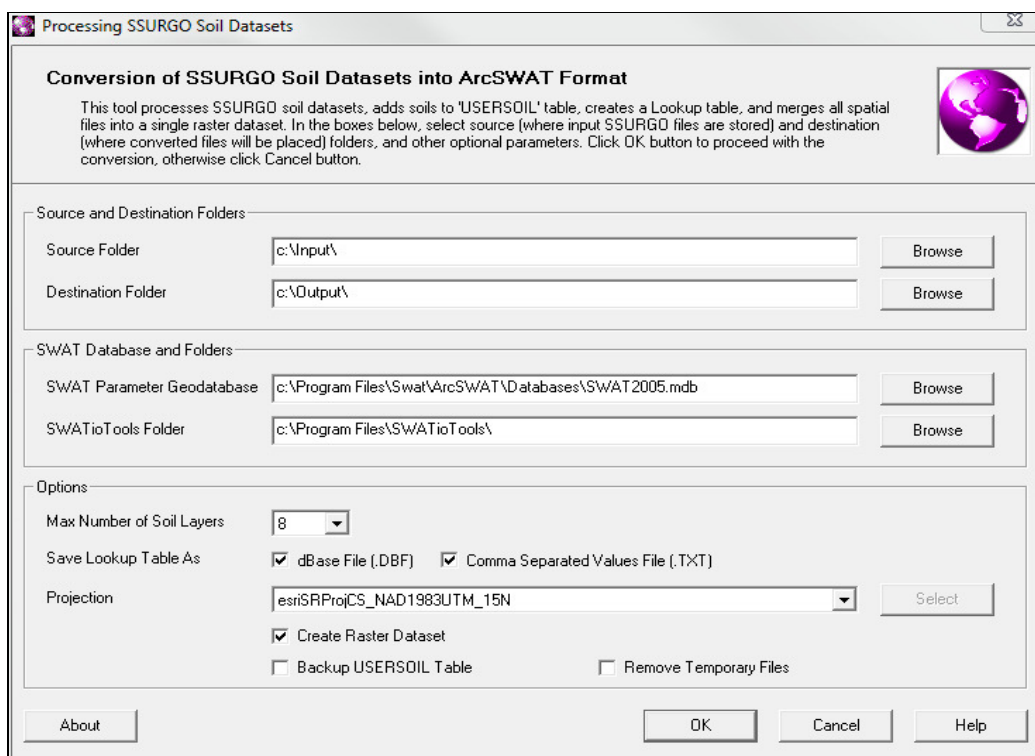 Processing SSURGO Soil Datasets
Conversion of SSURGO Soil Datasets into ArcSWAT Format
This tool processes SSURGO soil datasets, adds soils to 'USERSOIL' table, creates a Lookup table, and merges all spatial
files into a single raster dataset. In the boxes below, select source (where input SSURGO files are stored) and destination
(where converted files will be placed) folders, and other optional parameters. Click OK button to proceed with the
conversion, otherwise click Cancel button.
Source and Destination Folders
Source Folder c:\Input\ Browse
Destination Folder c:\Output\ Browse
SWAT Database and Folders
SWAT Parameter Geodatabase c:\Program Files\Swat\ArcSWAT\Databases\SWAT2005.mdb Browse
SWATioTools Folder c:\Program Files\SWATioTools\ Browse
Options
Max Number of Soil Layers 8
Save Lookup Table As dBase File (.DBF) Comma Separated Values File (.TXT)
Projection esriSRProjCS_NAD1983UTM_15N Select
Create Raster Dataset
Backup USERSOIL Table Remove Temporary Files
About OK Cancel Help